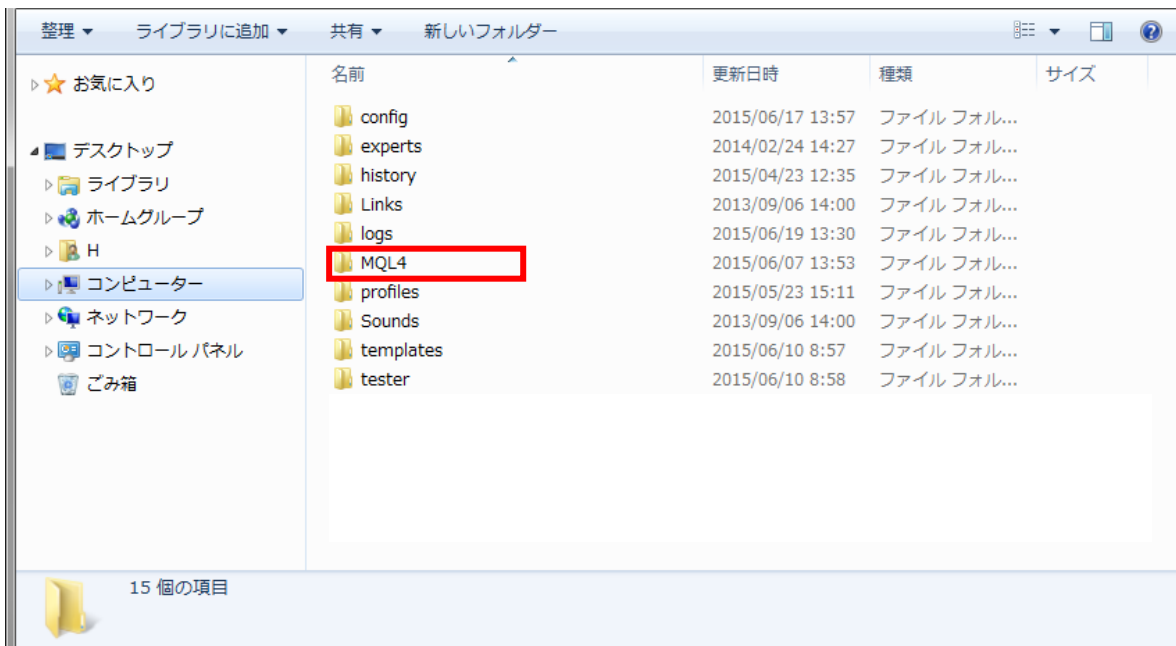 整理 ▼ ライブラリに追加 ▼ 共有 ▼ 新しいフォルダー
お気に入り
デスクトップ
ライブラリ
ホームグループ
H
コンピューター
ネットワーク
コントロール パネル
ごみ箱
名前 更新日時 種類 サイズ
config 2015/06/17 13:57 ファイル フォル...
experts 2014/02/24 14:27 ファイル フォル...
history 2015/04/23 12:35 ファイル フォル...
Links 2013/09/06 14:00 ファイル フォル...
logs 2015/06/19 13:30 ファイル フォル...
MQL4 2015/06/07 13:53 ファイル フォル...
profiles 2015/05/23 15:11 ファイル フォル...
Sounds 2013/09/06 14:00 ファイル フォル...
templates 2015/06/10 8:57 ファイル フォル...
tester 2015/06/10 8:58 ファイル フォル...
15 個の項目